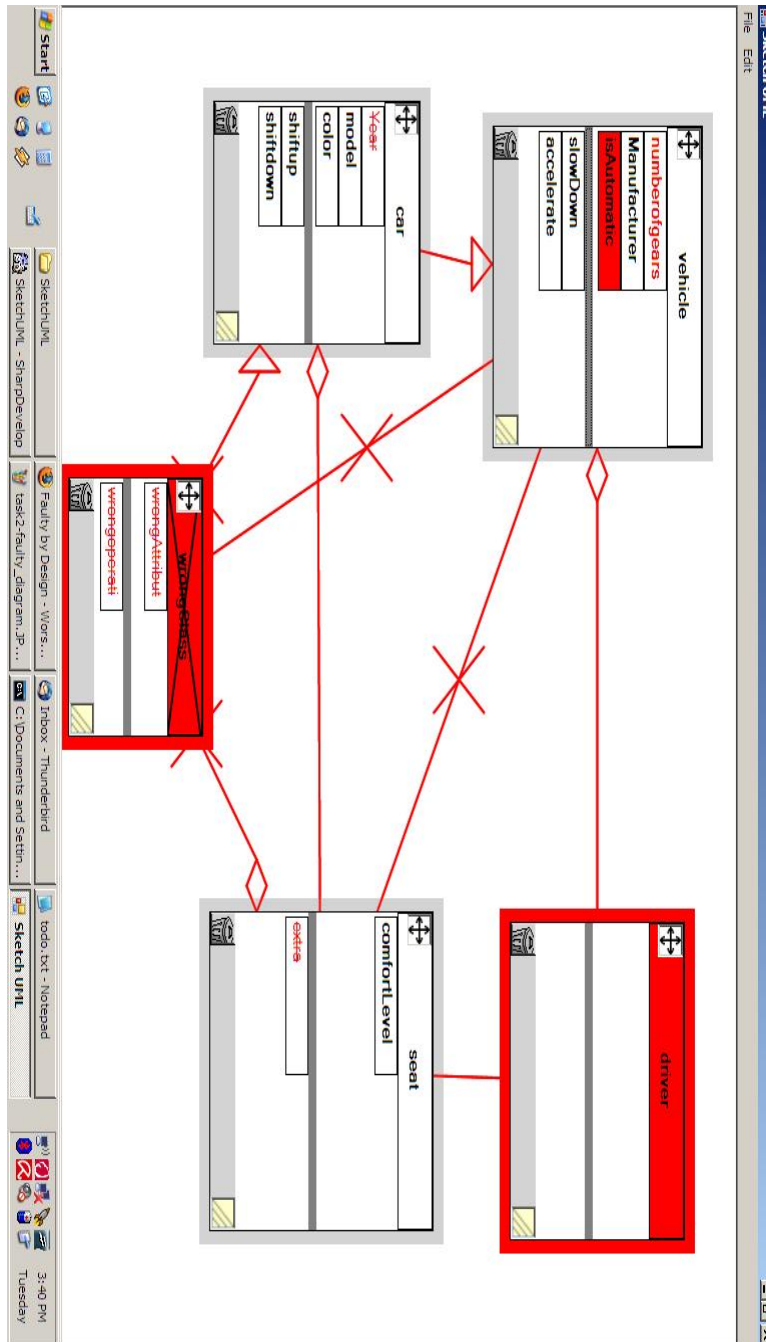 Sketch UML
File Edit
vehicle
numberofgears
Manufacturer
isAutomatic
slowDown
accelerate
driver
car
Year
model
color
shiftup
shiftdown
seat
comfortLevel
extra
wrongClass
wrongAttribut
wrongoperati
Start
SketchUML
Faulty by Design - Wors...
Inbox - Thunderbird
todo.txt - Notepad
SketchUML - SharpDevelop
task2-faulty_diagram.JP...
C:\Documents and Settin...
Sketch UML
3:40 PM
Tuesday